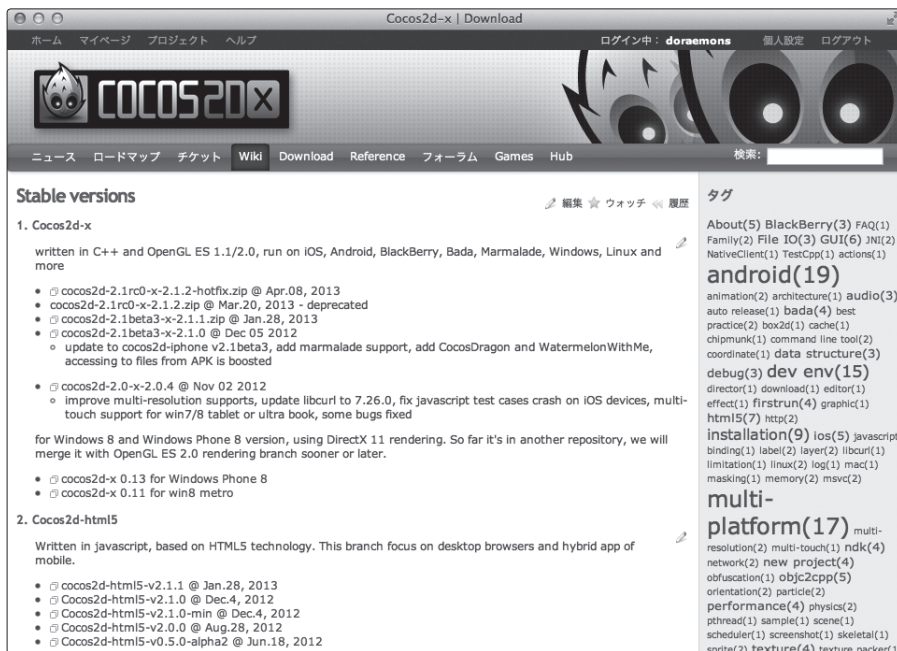 Cocos2d-x | Download
ホーム マイページ プロジェクト ヘルプ
ログイン中： doraemons 個人設定 ログアウト
COCOS2DX
ニュース ロードマップ チケット Wiki Download Reference フォーラム Games Hub
検索:
Stable versions
編集 ウォッチ 履歴
1. Cocos2d-x
written in C++ and OpenGL ES 1.1/2.0, run on iOS, Android, BlackBerry, Bada, Marmalade, Windows, Linux and
more
cocos2d-2.1rc0-x-2.1.2-hotfix.zip @ Apr.08, 2013
cocos2d-2.1rc0-x-2.1.2.zip @ Mar.20, 2013 - deprecated
cocos2d-2.1beta3-x-2.1.1.zip @ Jan.28, 2013
cocos2d-2.1beta3-x-2.1.0 @ Dec 05 2012
update to cocos2d-iphone v2.1beta3, add marmalade support, add CocosDragon and WatermelonWithMe,
accessing to files from APK is boosted
cocos2d-2.0-x-2.0.4 @ Nov 02 2012
improve multi-resolution supports, update libcurl to 7.26.0, fix javascript test cases crash on iOS devices, multi-
touch support for win7/8 tablet or ultra book, some bugs fixed
for Windows 8 and Windows Phone 8 version, using DirectX 11 rendering. So far it's in another repository, we will
merge it with OpenGL ES 2.0 rendering branch sooner or later.
cocos2d-x 0.13 for Windows Phone 8
cocos2d-x 0.11 for win8 metro
2. Cocos2d-html5
Written in javascript, based on HTML5 technology. This branch focus on desktop browsers and hybrid app of
mobile.
cocos2d-html5-v2.1.1 @ Jan.28, 2013
Cocos2d-html5-v2.1.0 @ Dec.4, 2012
Cocos2d-html5-v2.1.0-min @ Dec.4, 2012
Cocos2d-html5-v2.0.0 @ Aug.28, 2012
Cocos2d-html5-v0.5.0-alpha2 @ Jun.18, 2012
タグ
About(5) BlackBerry(3) FAQ(1)
Family(2) File IO(3) GUI(6) JNI(2)
NativeClient(1) TestCpp(1) actions(1)
android(19)
animation(2) architecture(1) audio(3)
auto release(1) bada(4) best
practice(2) box2d(1) cache(1)
chipmunk(1) command line tool(2)
coordinate(1) data structure(3)
debug(3) dev env(15)
director(1) download(1) editor(1)
effect(1) firstrun(4) graphic(1)
html5(7) http(2)
installation(9) ios(5) javascript
binding(1) label(2) layer(2) libcurl(1)
limitation(1) linux(2) log(1) mac(1)
masking(1) memory(2) msvc(2)
multi-
platform(17) multi-
resolution(2) multi-touch(1) ndk(4)
network(2) new project(4)
obfuscation(1) objc2cpp(5)
orientation(2) particle(2)
performance(4) physics(2)
pthread(1) sample(1) scene(1)
scheduler(1) screenshot(1) skeletal(1)
sprite(2) texture(4) texture packer(1